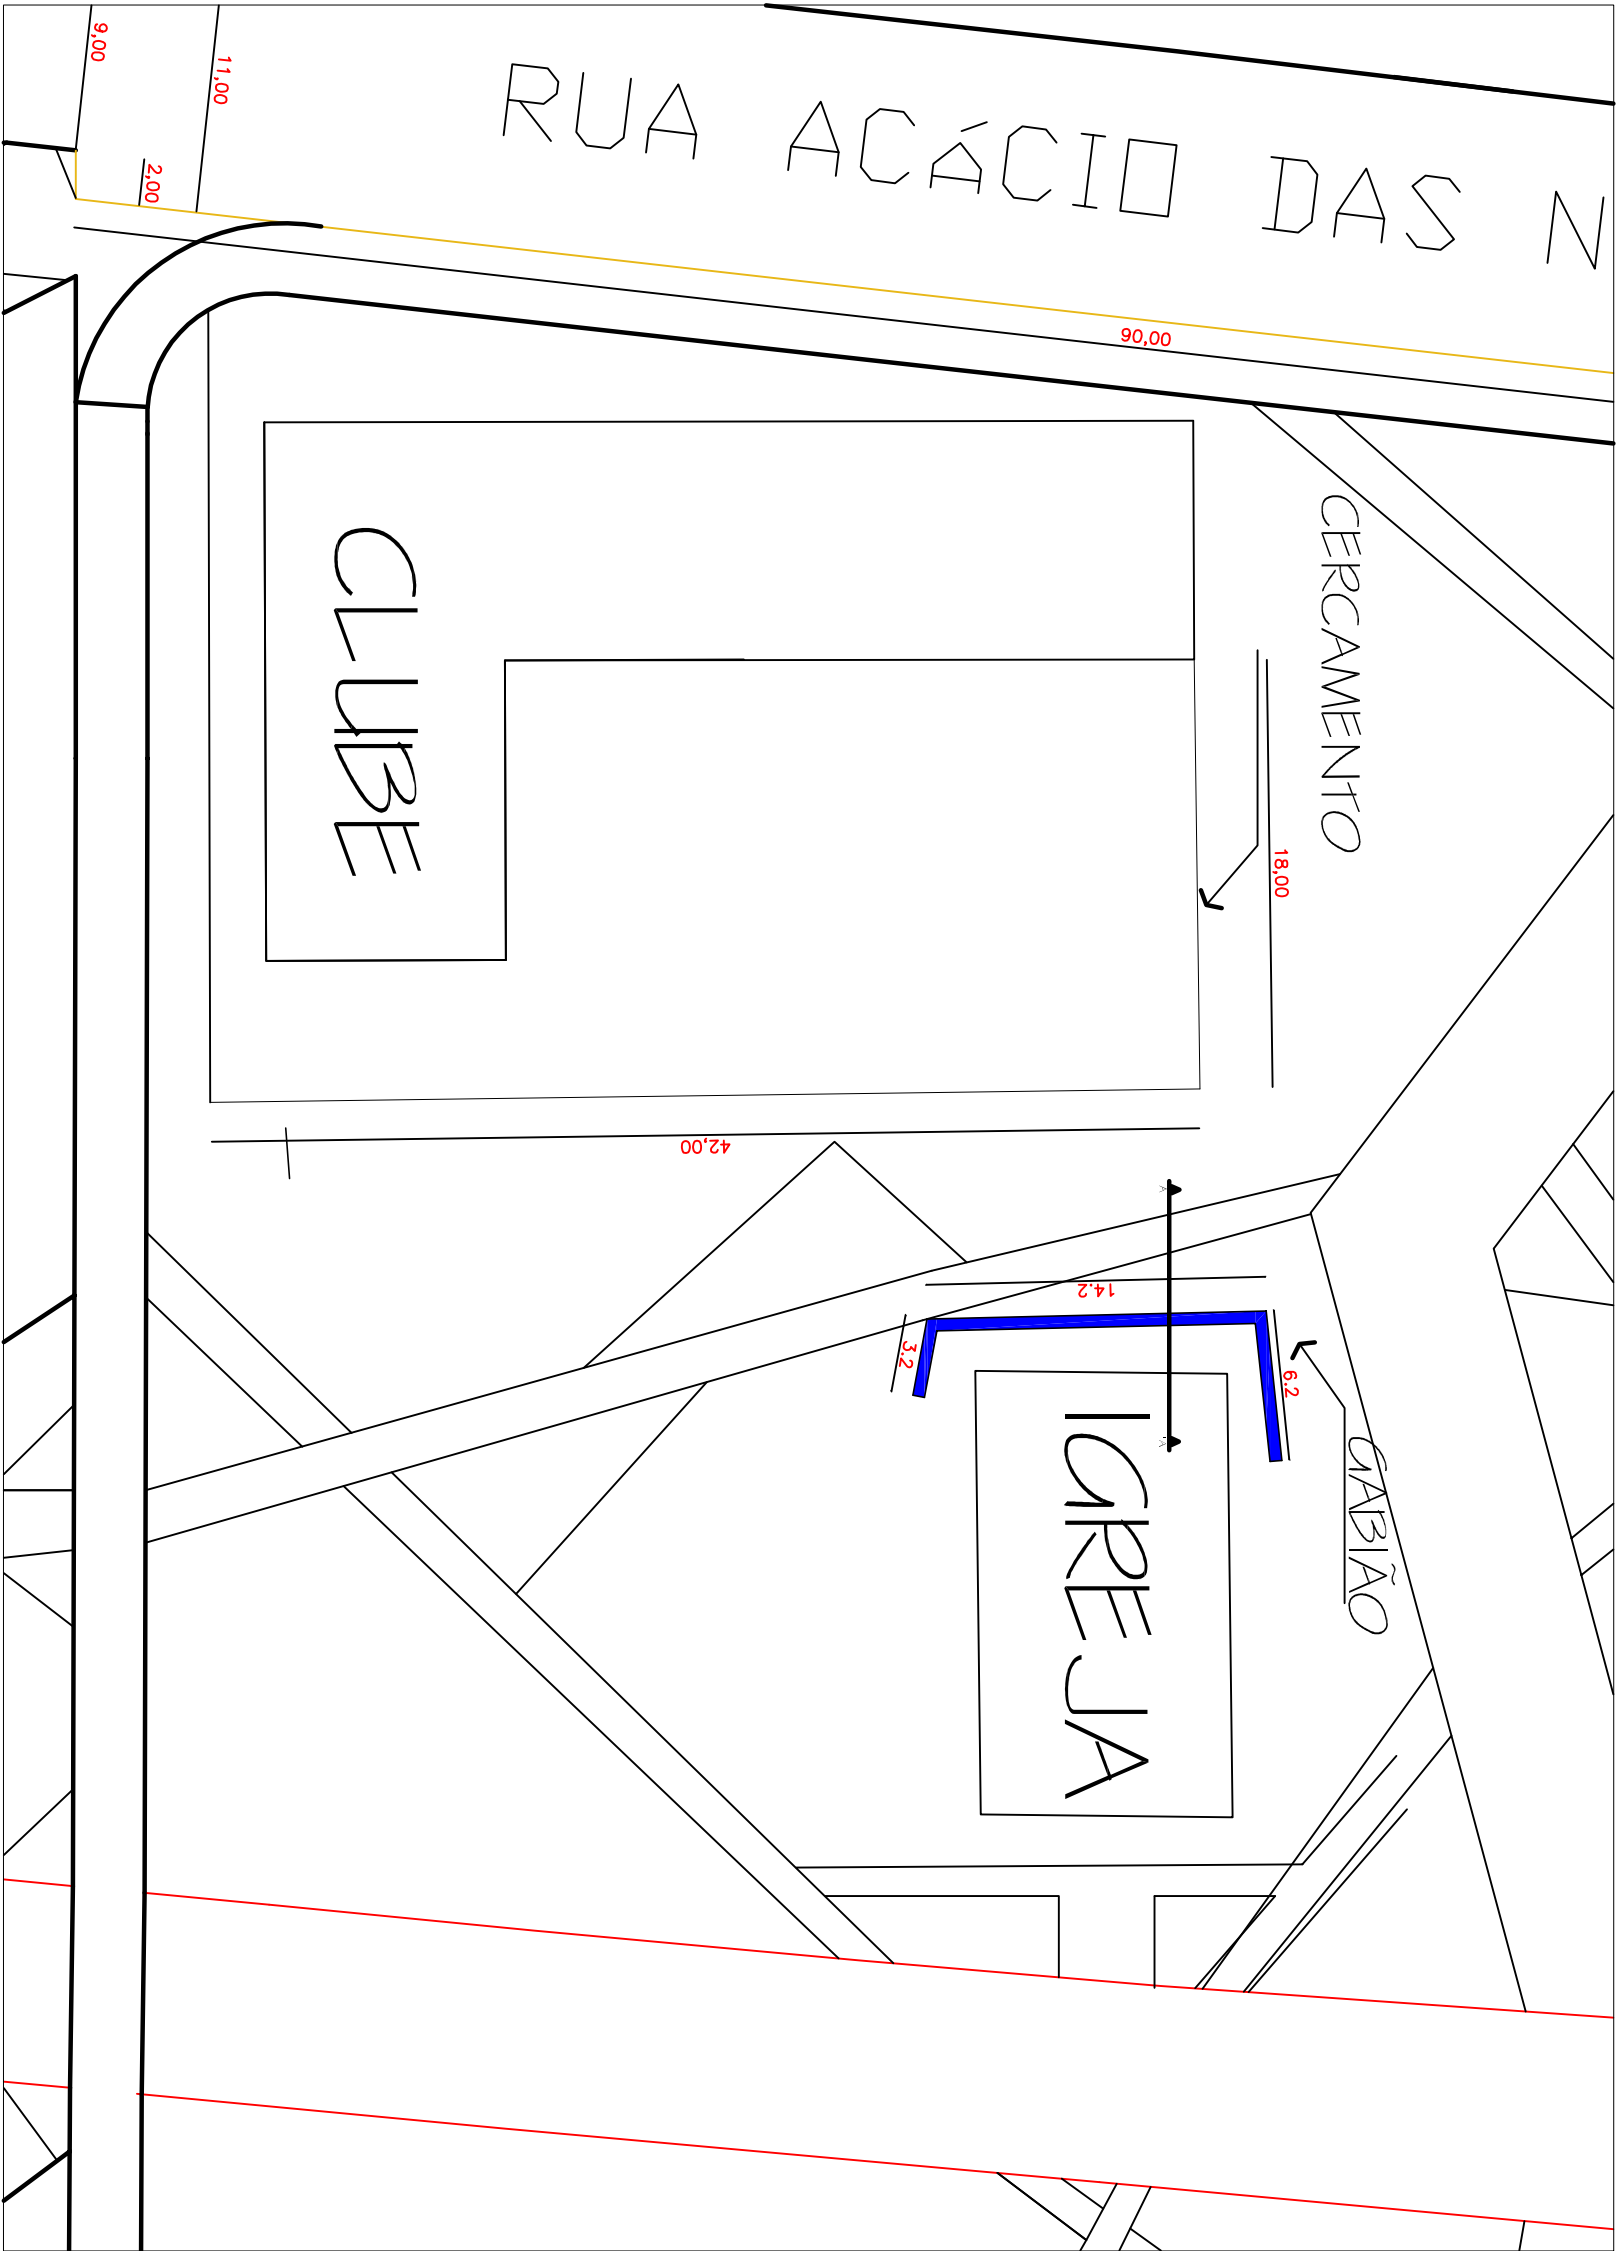 9,00
11,00
2,00
RUA ACÁCIO DAS N
90,00
CERCAMENTO
CLUBE
18,00
42,00
14.2
3.2
6.2
IGREJA
GABIÃO